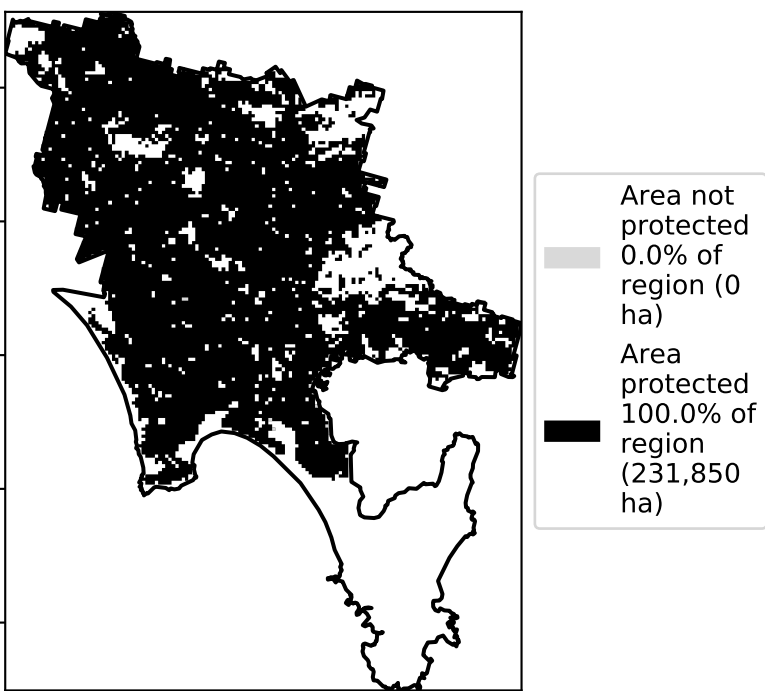 Area not
protected
0.0% of
region (0
ha)
Area
protected
100.0% of
region
(231,850
ha)